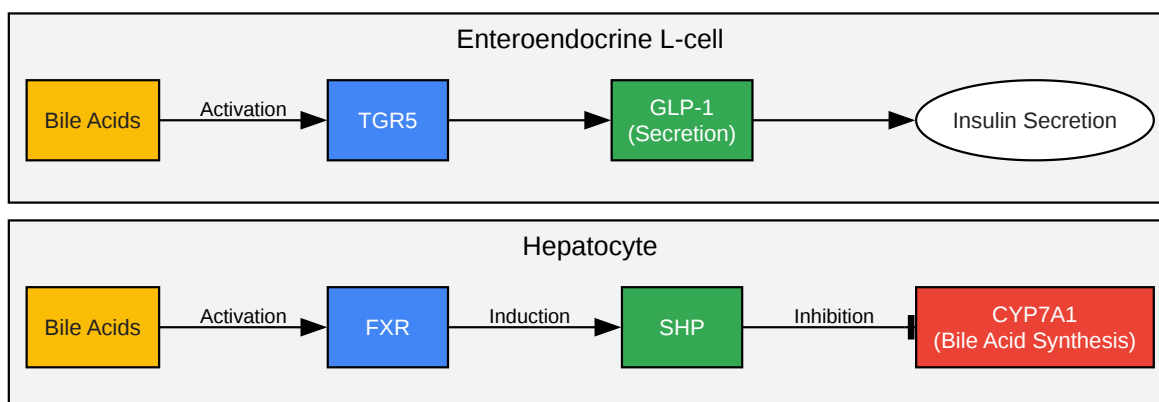 Enteroendocrine L-cell
Bile Acids
Activation
TGR5
GLP-1
(Secretion)
Insulin Secretion
Hepatocyte
Bile Acids
Activation
FXR
Induction
SHP
Inhibition
CYP7A1
(Bile Acid Synthesis)